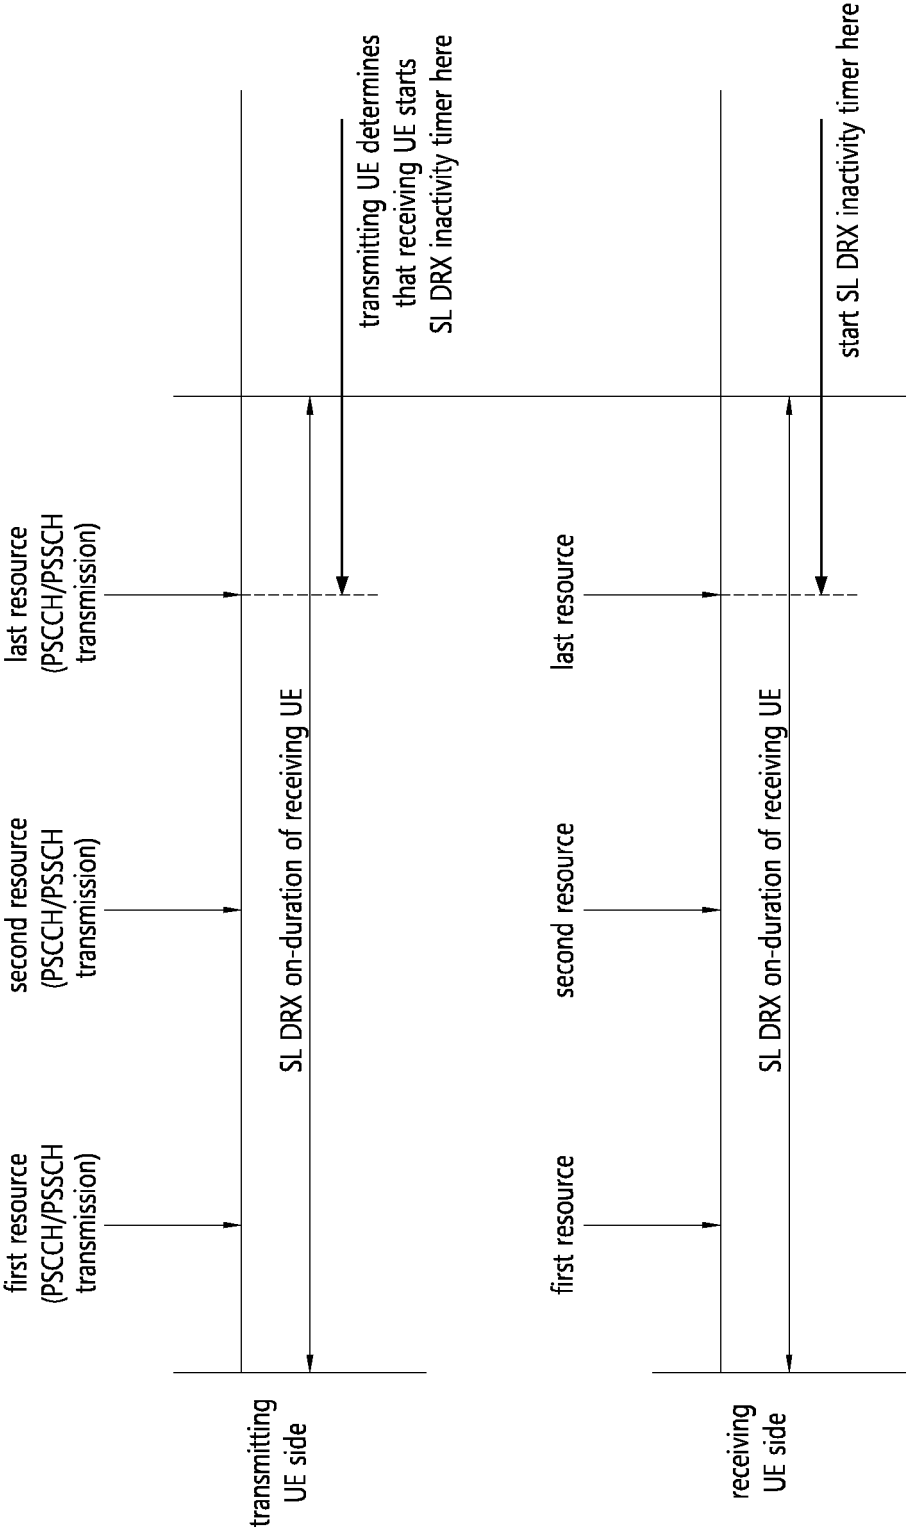 first resource
(PSCCH/PSSCH
transmission)
second resource
(PSCCH/PSSCH
transmission)
last resource
(PSCCH/PSSCH
transmission)
transmitting
UE side
SL DRX on-duration of receiving UE
transmitting UE determines
that receiving UE starts
SL DRX inactivity timer here
first resource
second resource
last resource
receiving
UE side
SL DRX on-duration of receiving UE
start SL DRX inactivity timer here